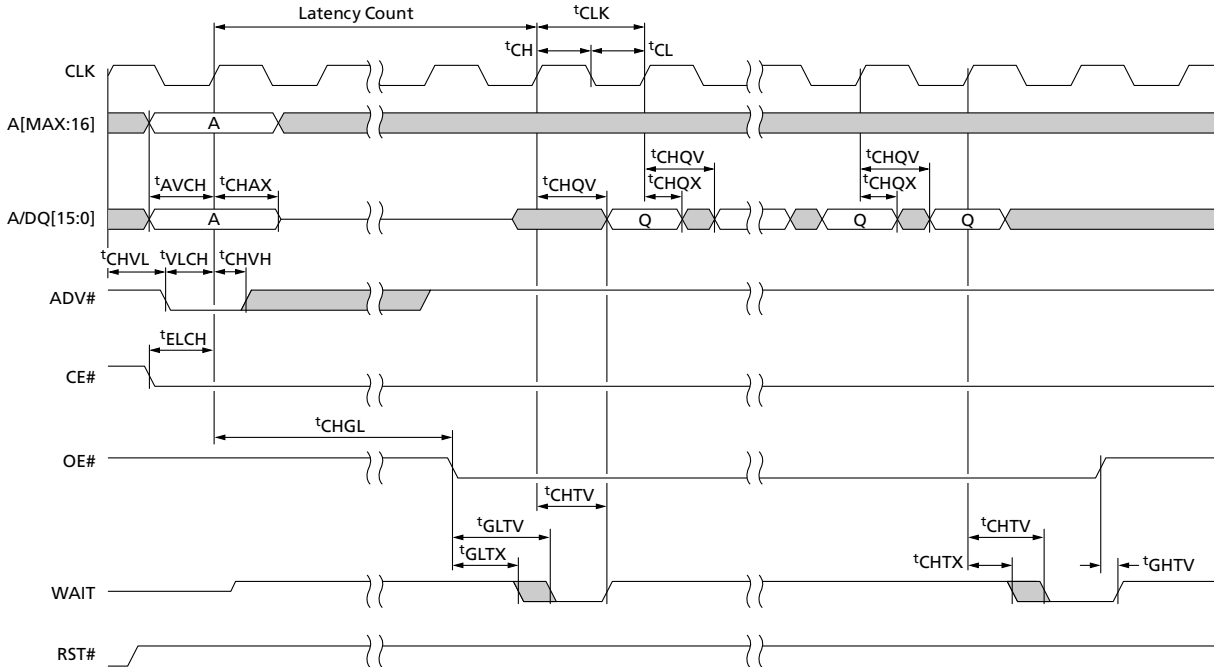 Latency Count
tCLK
tCH
tCL
CLK
A[MAX:16]
A
tCHQV
tCHQV
tAVCH
tCHAX
tCHQV
tCHQX
tCHQX
A/DQ[15:0]
A
Q
Q
Q
tCHVL
tVLCH
tCHVH
ADV#
tELCH
CE#
tCHGL
OE#
tCHTV
tGLTV
tCHTV
tGLTX
tCHTX
tGHTV
WAIT
RST#